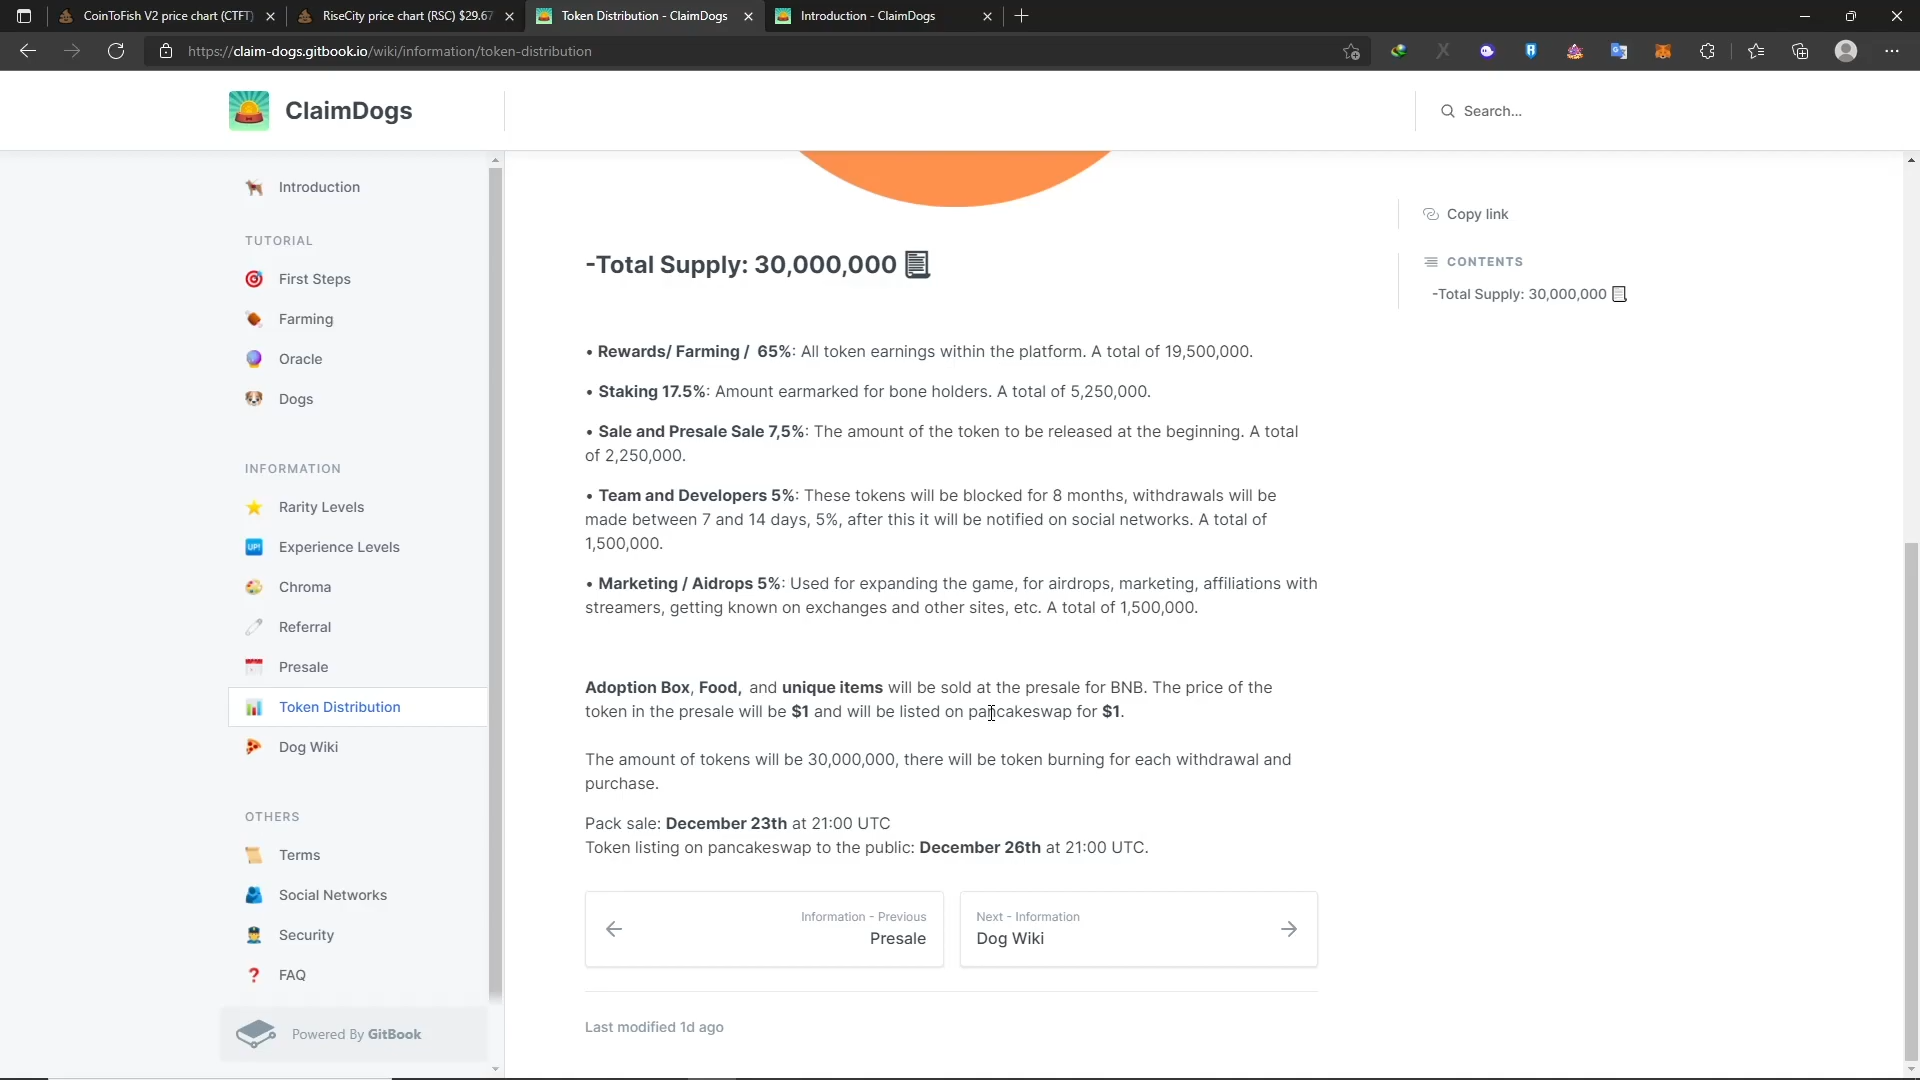 CoinToFish V2 price chart (CTFT)
RiseCity price chart (RSC) $29.67
Token Distribution - ClaimDogs
Introduction - ClaimDogs
https://claim-dogs.gitbook.io/wiki/information/token-distribution
ClaimDogs
Search...
Introduction
TUTORIAL
First Steps
Farming
Oracle
Dogs
INFORMATION
Rarity Levels
UP!
Experience Levels
Chroma
Referral
Presale
Token Distribution
Dog Wiki
OTHERS
Terms
Social Networks
Security
FAQ
Powered By GitBook
-Total Supply: 30,000,000
• Rewards/ Farming / 65%: All token earnings within the platform. A total of 19,500,000.
• Staking 17.5%: Amount earmarked for bone holders. A total of 5,250,000.
• Sale and Presale Sale 7,5%: The amount of the token to be released at the beginning. A total
of 2,250,000.
• Team and Developers 5%: These tokens will be blocked for 8 months, withdrawals will be
made between 7 and 14 days, 5%, after this it will be notified on social networks. A total of
1,500,000.
• Marketing / Aidrops 5%: Used for expanding the game, for airdrops, marketing, affiliations with
streamers, getting known on exchanges and other sites, etc. A total of 1,500,000.
Adoption Box, Food, and unique items will be sold at the presale for BNB. The price of the
token in the presale will be $1 and will be listed on pancakeswap for $1.
The amount of tokens will be 30,000,000, there will be token burning for each withdrawal and
purchase.
Pack sale: December 23th at 21:00 UTC
Token listing on pancakeswap to the public: December 26th at 21:00 UTC.
Information - Previous
Presale
Next - Information
Dog Wiki
Last modified 1d ago
Copy link
CONTENTS
-Total Supply: 30,000,000